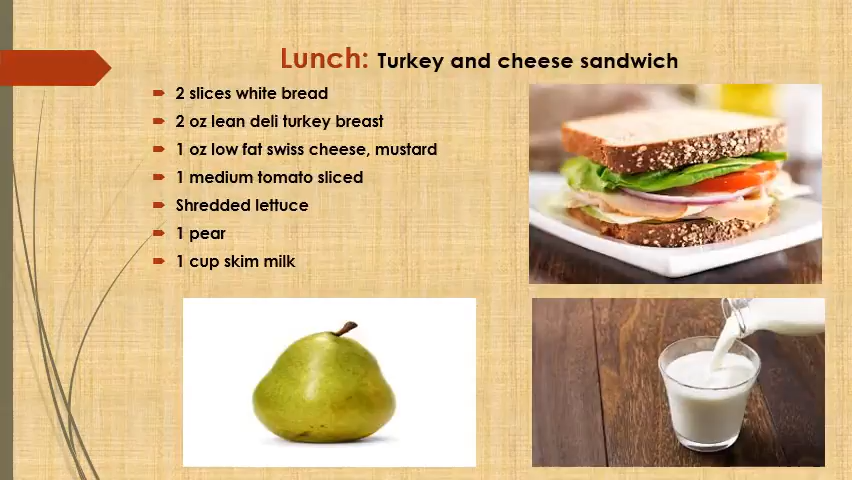 Lunch: Turkey and cheese sandwich
2 slices white bread
2 oz lean deli turkey breast
1 oz low fat swiss cheese, mustard
1 medium tomato sliced
Shredded lettuce
1 pear
1 cup skim milk